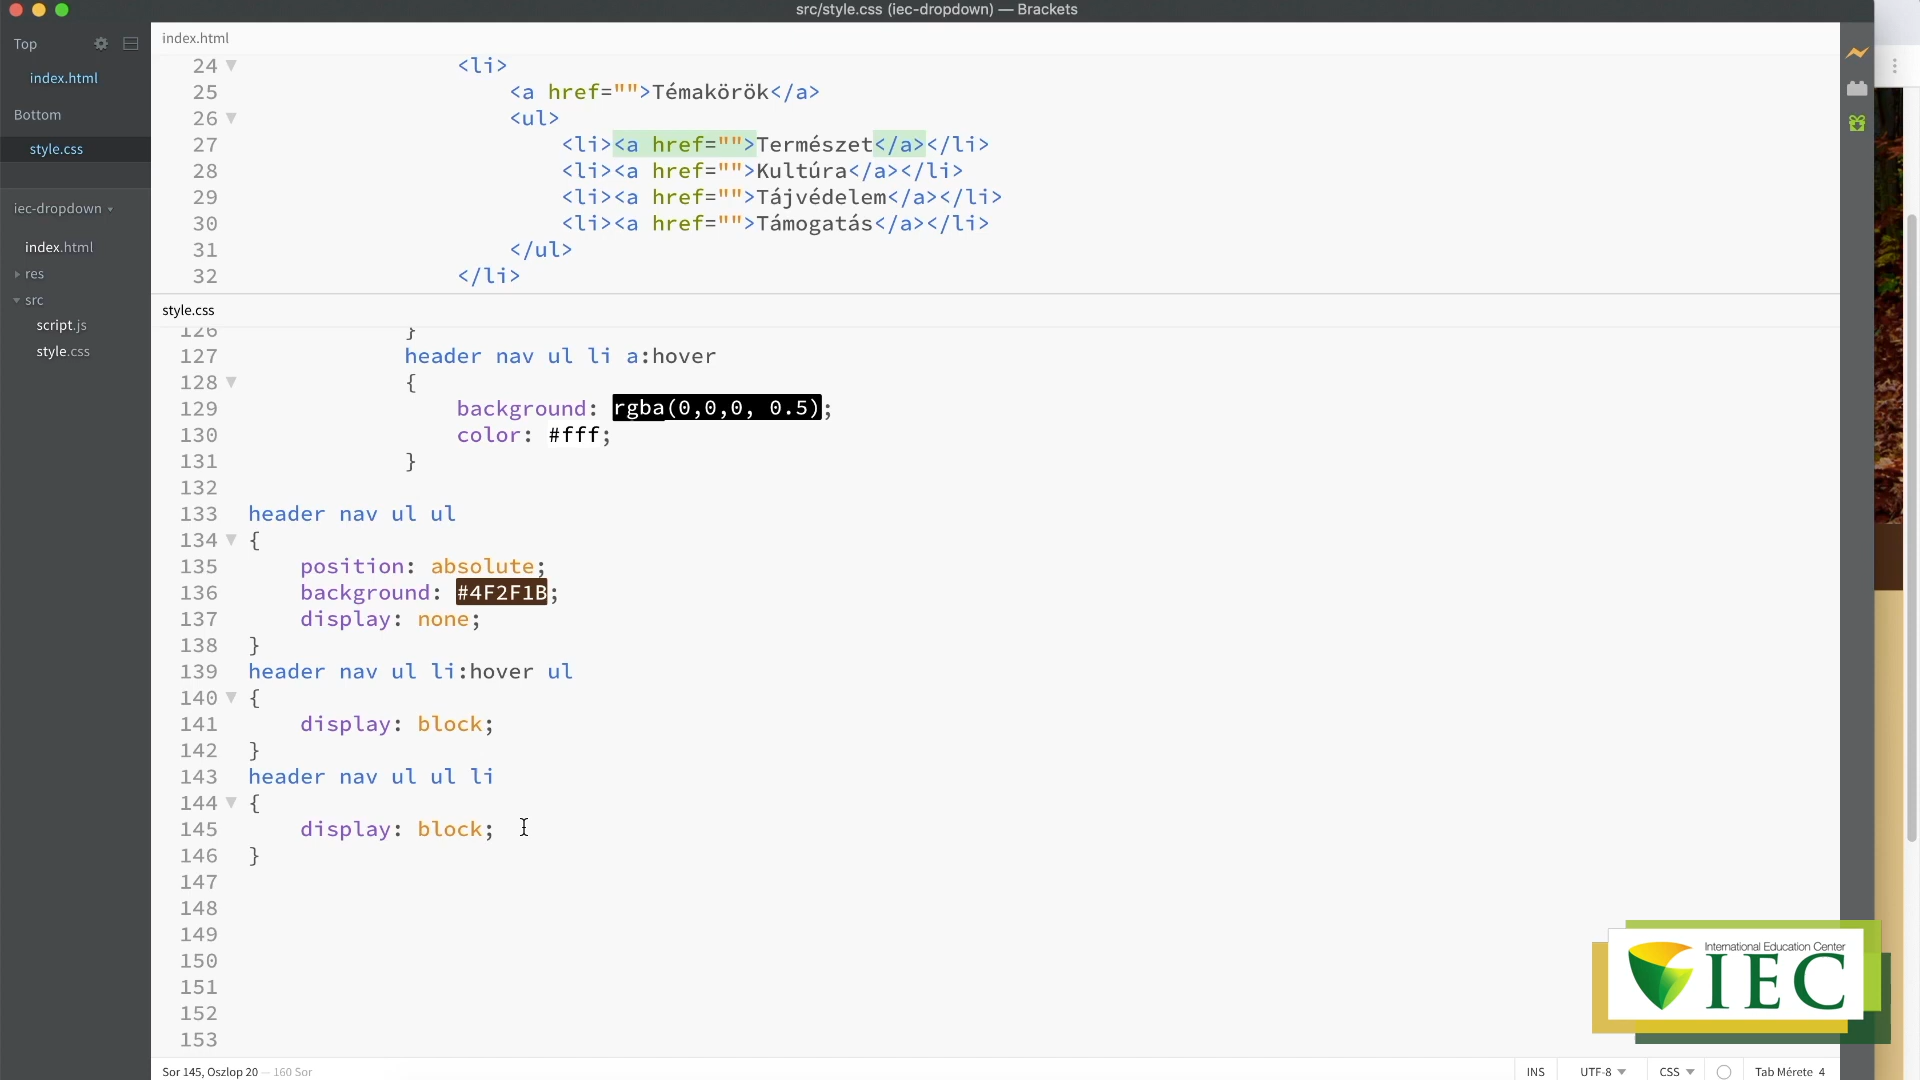 src/style.css (iec-dropdown) — Brackets
Top
index.html
Bottom
style.css
iec-dropdown
index.html
res
src
script.js
style.css
index.html
24 <li>
25 <a href="">Témakörök</a>
26 <ul>
27 <li><a href="">Természet</a></li>
28 <li><a href="">Kultúra</a></li>
29 <li><a href="">Tájvédelem</a></li>
30 <li><a href="">Támogatás</a></li>
31 </ul>
32 </li>
style.css
126 }
127 header nav ul li a:hover
128 {
129 background: rgba(0,0,0, 0.5);
130 color: #fff;
131 }
132
133 header nav ul ul
134 {
135 position: absolute;
136 background: #4F2F1B;
137 display: none;
138 }
139 header nav ul li:hover ul
140 {
141 display: block;
142 }
143 header nav ul ul li
144 {
145 display: block;
146 }
147
148
149
150
151
152
153
International Education Center
IEC
Sor 145, Oszlop 20 — 160 Sor
INS UTF-8 CSS Tab Mérete 4